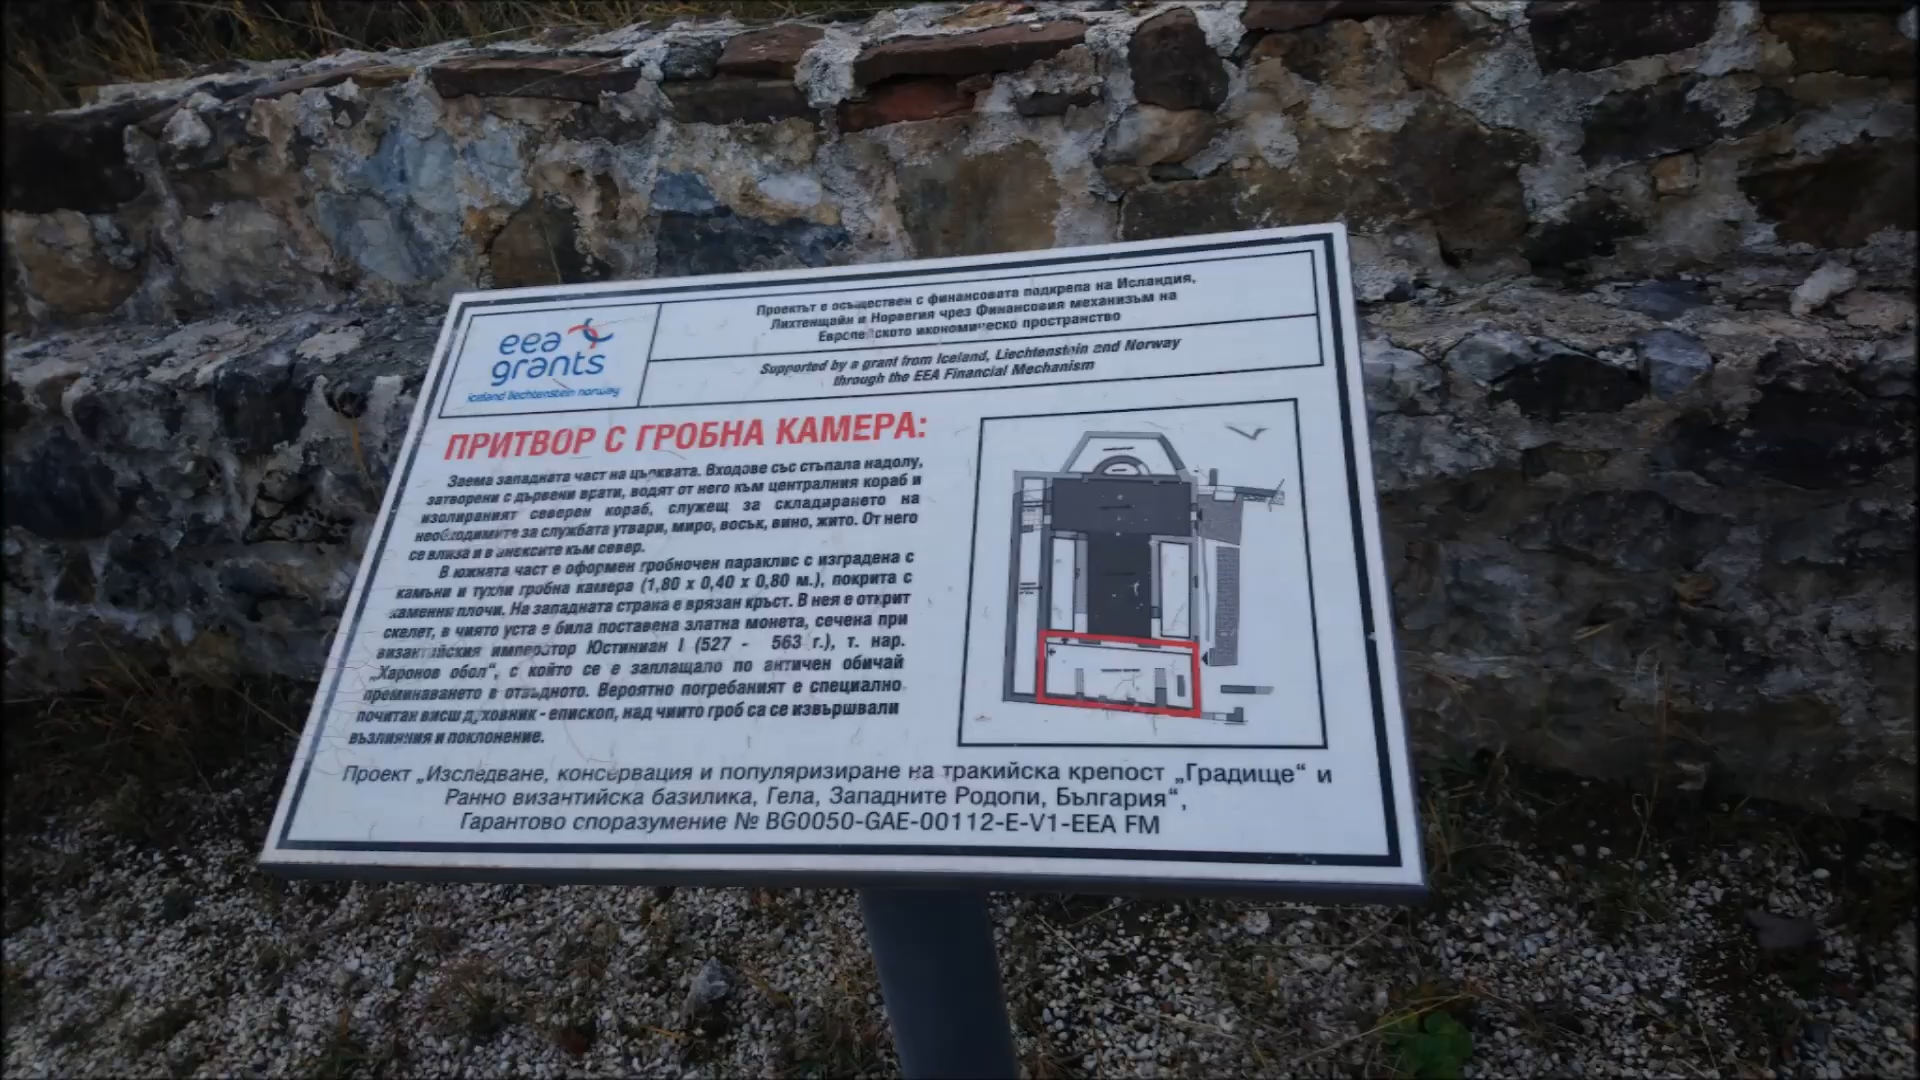 eea
grants
iceland liechtenstein norway
Проектът е осъществен с финансовата подкрепа на Исландия,
Лихтенщайн и Норвегия чрез Финансовия механизъм на
Европейското икономическо пространство
Supported by a grant from Iceland, Liechtenstein and Norway
through the EEA Financial Mechanism
ПРИТВОР С ГРОБНА КАМЕРА:
Заема западната част на църквата. Входове със стъпала надолу,
затворени с дървени врати, водят от него към централния кораб и
изолираният северен кораб, служещ за складирането на
необходимите за службата утвари, миро, восък, вино, жито. От него
се влиза и в анексите към север.
В южната част е оформен гробночен параклис с изградена с
камъни и тухли гробна камера (1,80 х 0,40 х 0,80 м.), покрита с
каменни плочи. На западната страна е врязан кръст. В нея е открит
скелет, в чиято уста е била поставена златна монета, сечена при
византийския император Юстиниан I (527 - 563 г.), т. нар.
„Харонов обол“, с който се е заплащало по античен обичай
преминаването в отвъдното. Вероятно погребаният е специално
почитан висш духовник - епископ, над чиито гроб са се извършвали
възлияния и поклонение.
Проект „Изследване, консервация и популяризиране на тракийска крепост „Градище“ и
Ранно византийска базилика, Гела, Западните Родопи, България“,
Гарантово споразумение № BG0050-GAE-00112-E-V1-EEA FM